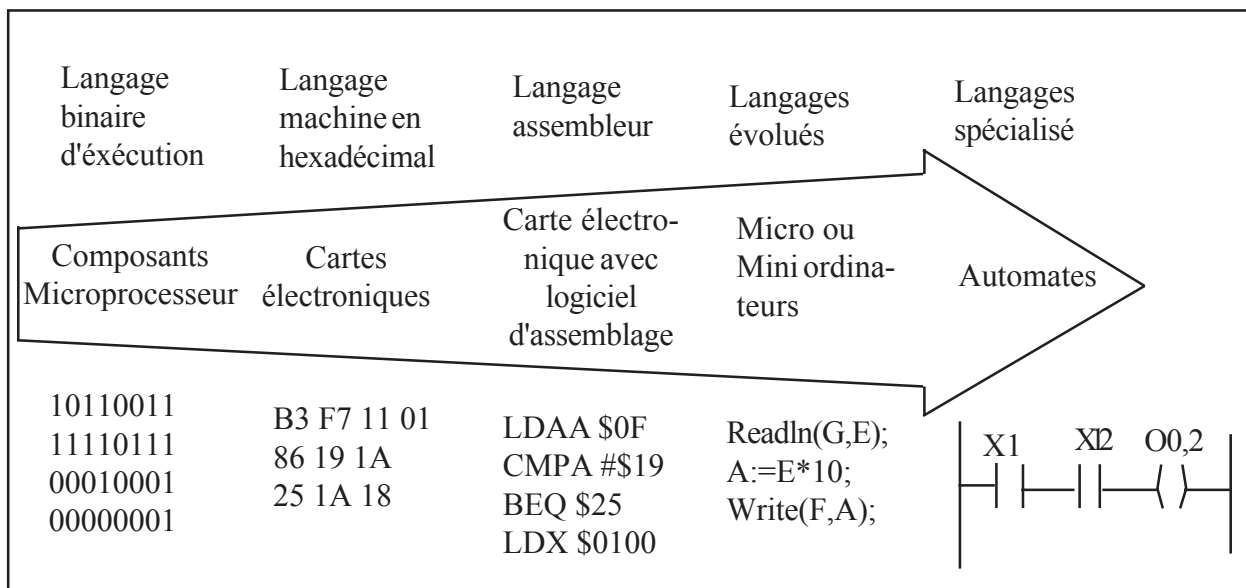 Langage
binaire
d'éxécution
Langage
machine en
hexadécimal
Langage
assembleur
Langages
évolués
Langages
spécialisé
Composants
Microprocesseur
Cartes
électroniques
Carte électro-
nique avec
logiciel
d'assemblage
Micro ou
Mini ordina-
teurs
Automates
10110011
11110111
00010001
00000001
B3 F7 11 01
86 19 1A
25 1A 18
LDAA $0F
CMPA #$19
BEQ $25
LDX $0100
Readln(G,E);
A:=E*10;
Write(F,A);
X1 X12 O0,2